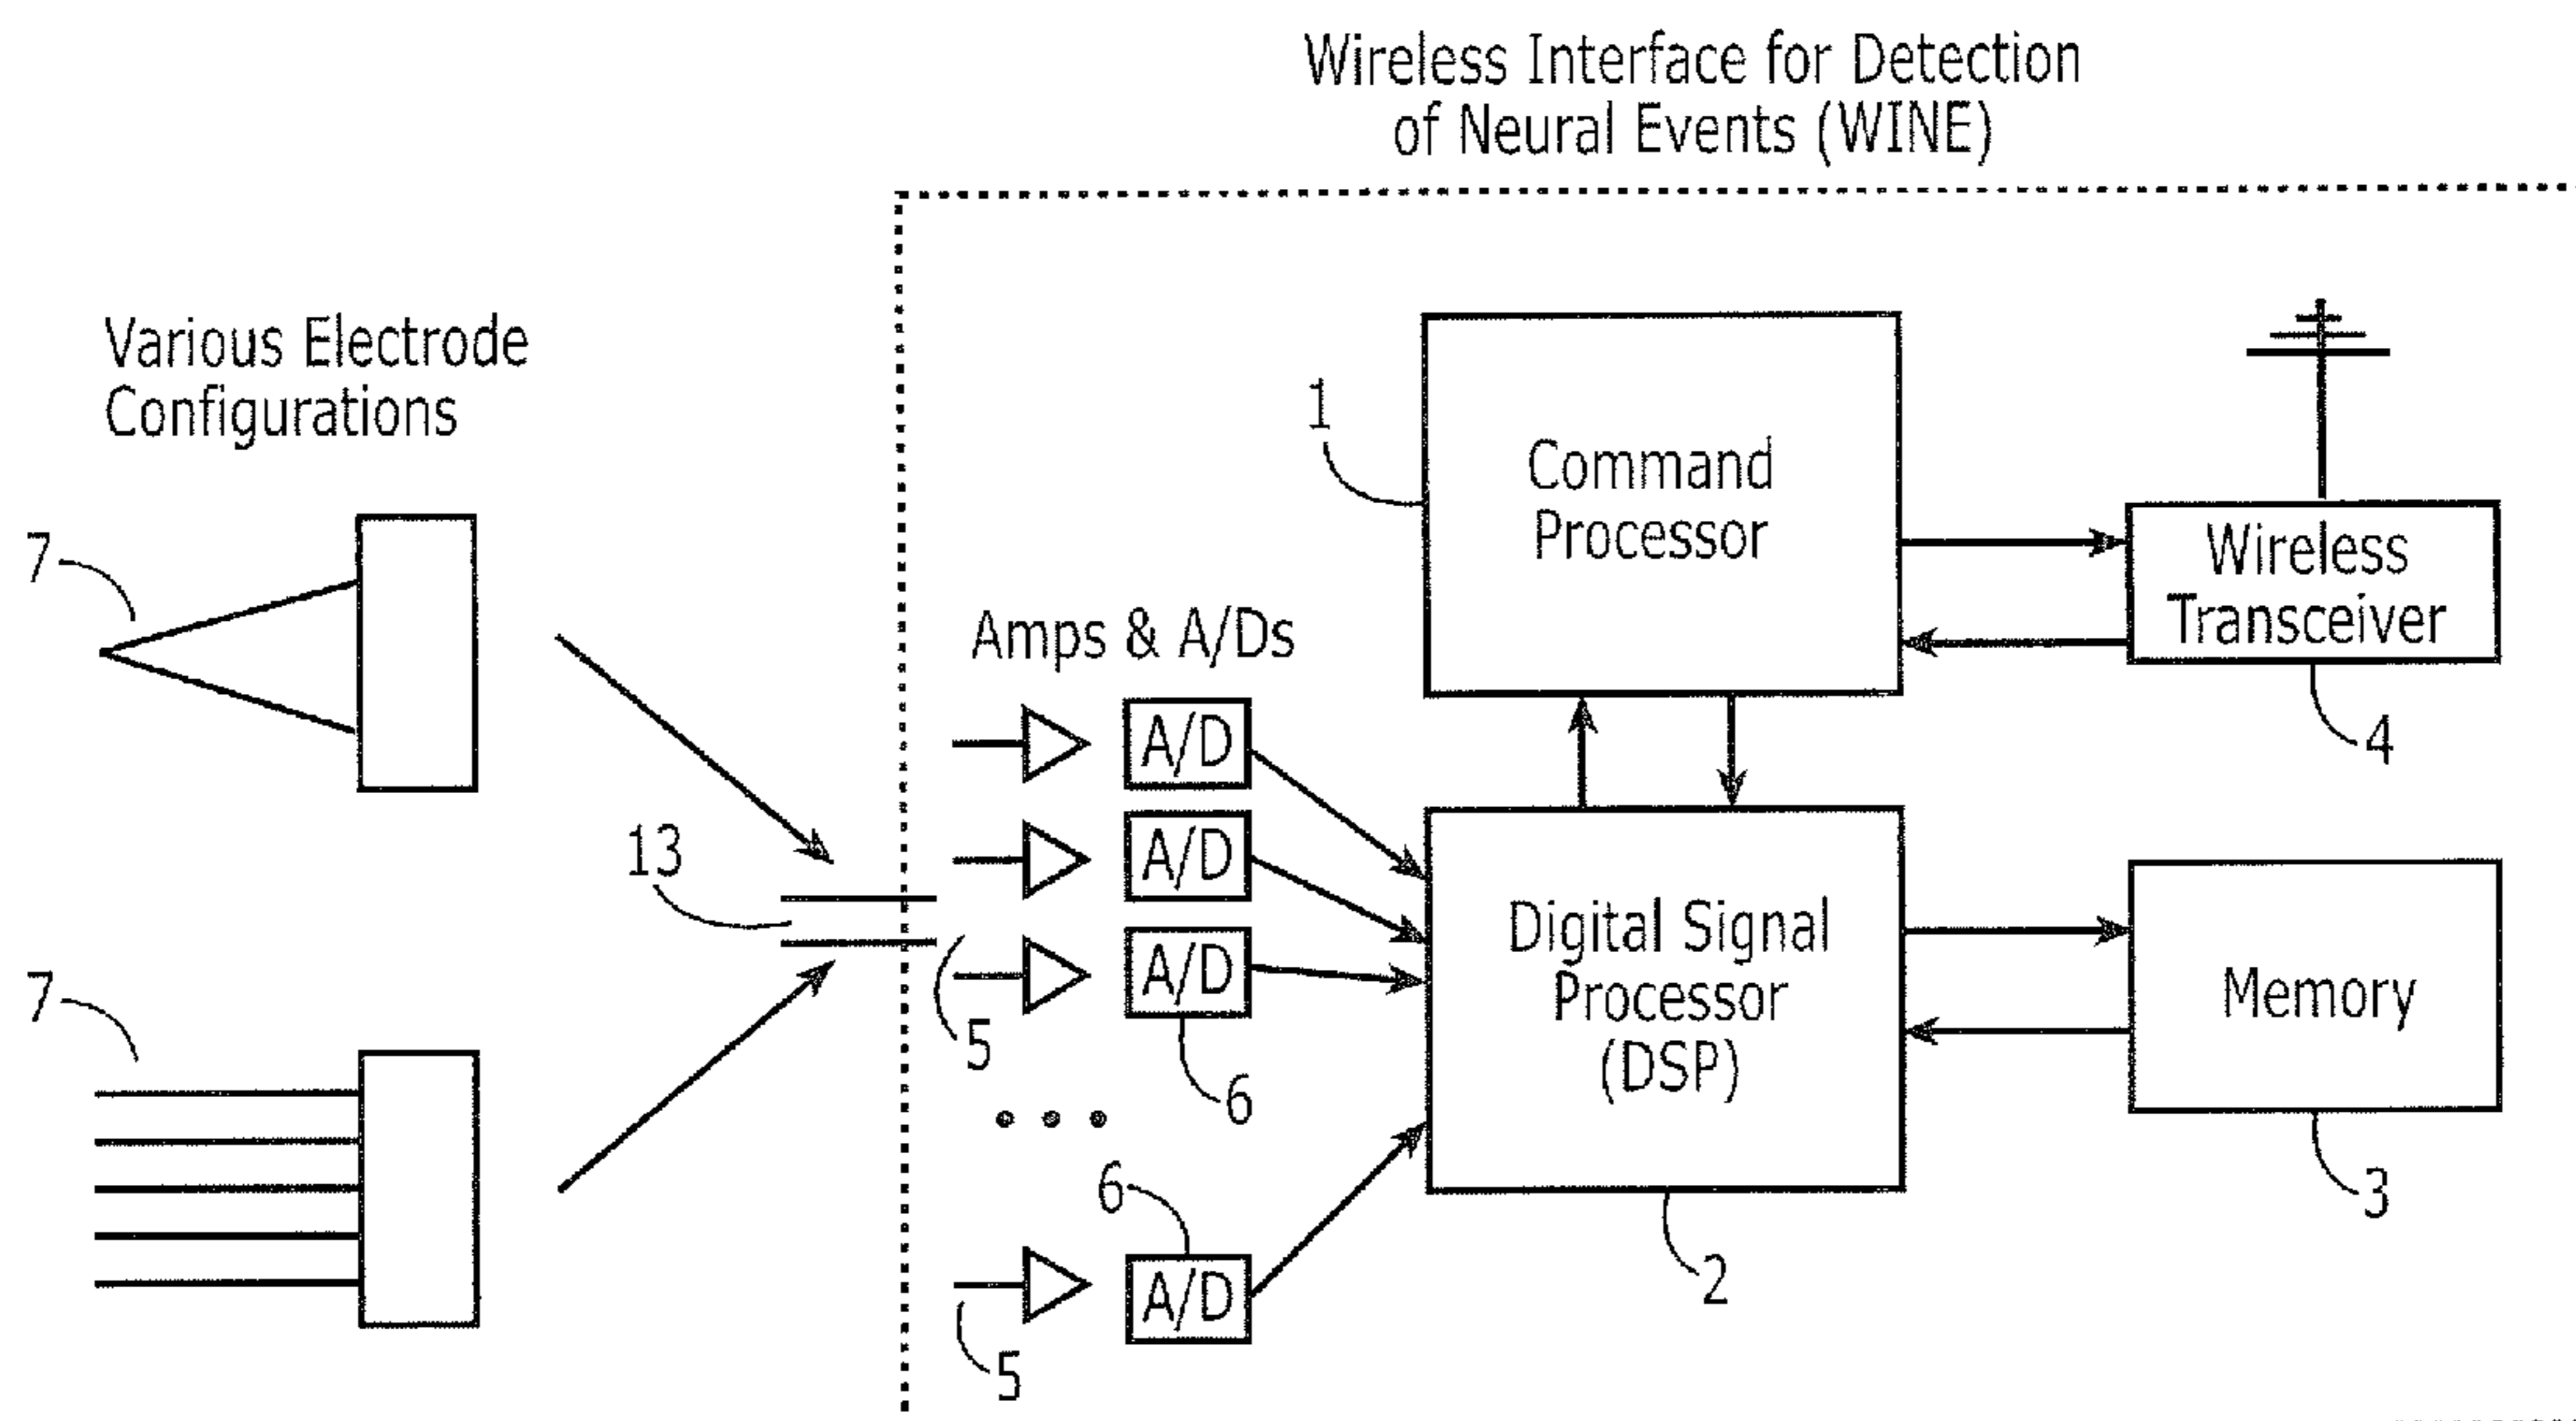 Wireless Interface for Detection
of Neural Events (WINE)
Various Electrode
Configurations
1
Command
Processor
7
Wireless
Transceiver
Amps & A/Ds
4
A/D
13
A/D
Digital Signal
Processor
(DSP)
A/D
Memory
7
5
6
6
3
2
A/D
5